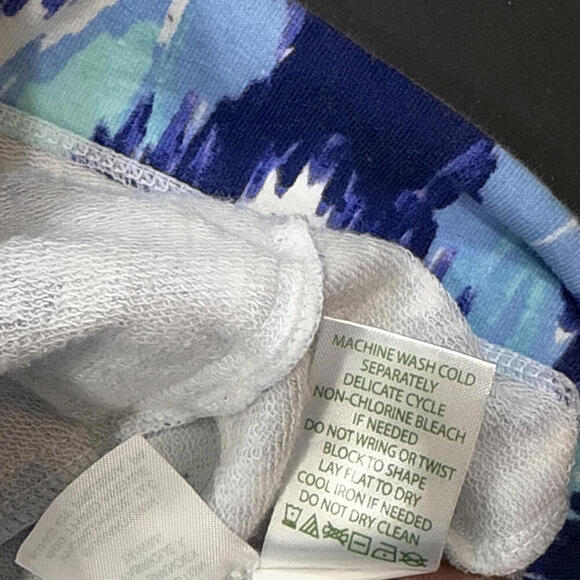 MACHINE WASH COLD
SEPARATELY
DELICATE CYCLE
NON-CHLORINE BLEACH
IF NEEDED
DO NOT WRING OR TWIST
BLOCK TO SHAPE
LAY FLAT TO DRY
COOL IRON IF NEEDED
DO NOT DRY CLEAN